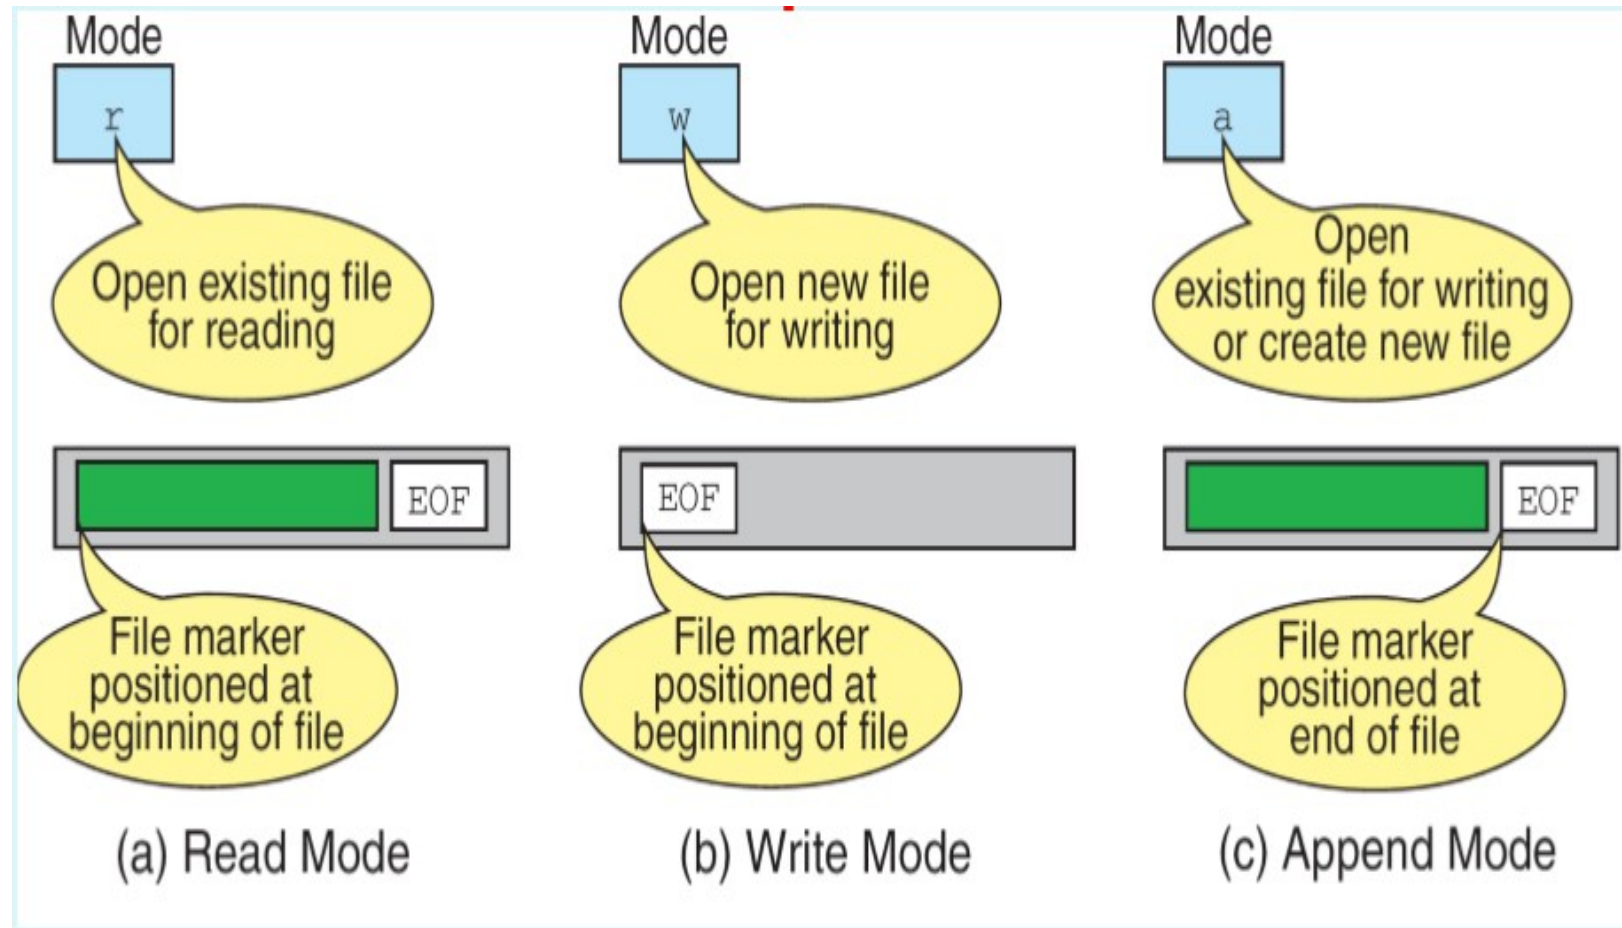 Mode
r
Open existing file
for reading
EOF
File marker
positioned at
beginning of file
(a) Read Mode
Mode
w
Open new file
for writing
EOF
File marker
positioned at
beginning of file
(b) Write Mode
Mode
a
Open
existing file for writing
or create new file
EOF
File marker
positioned at
end of file
(c) Append Mode